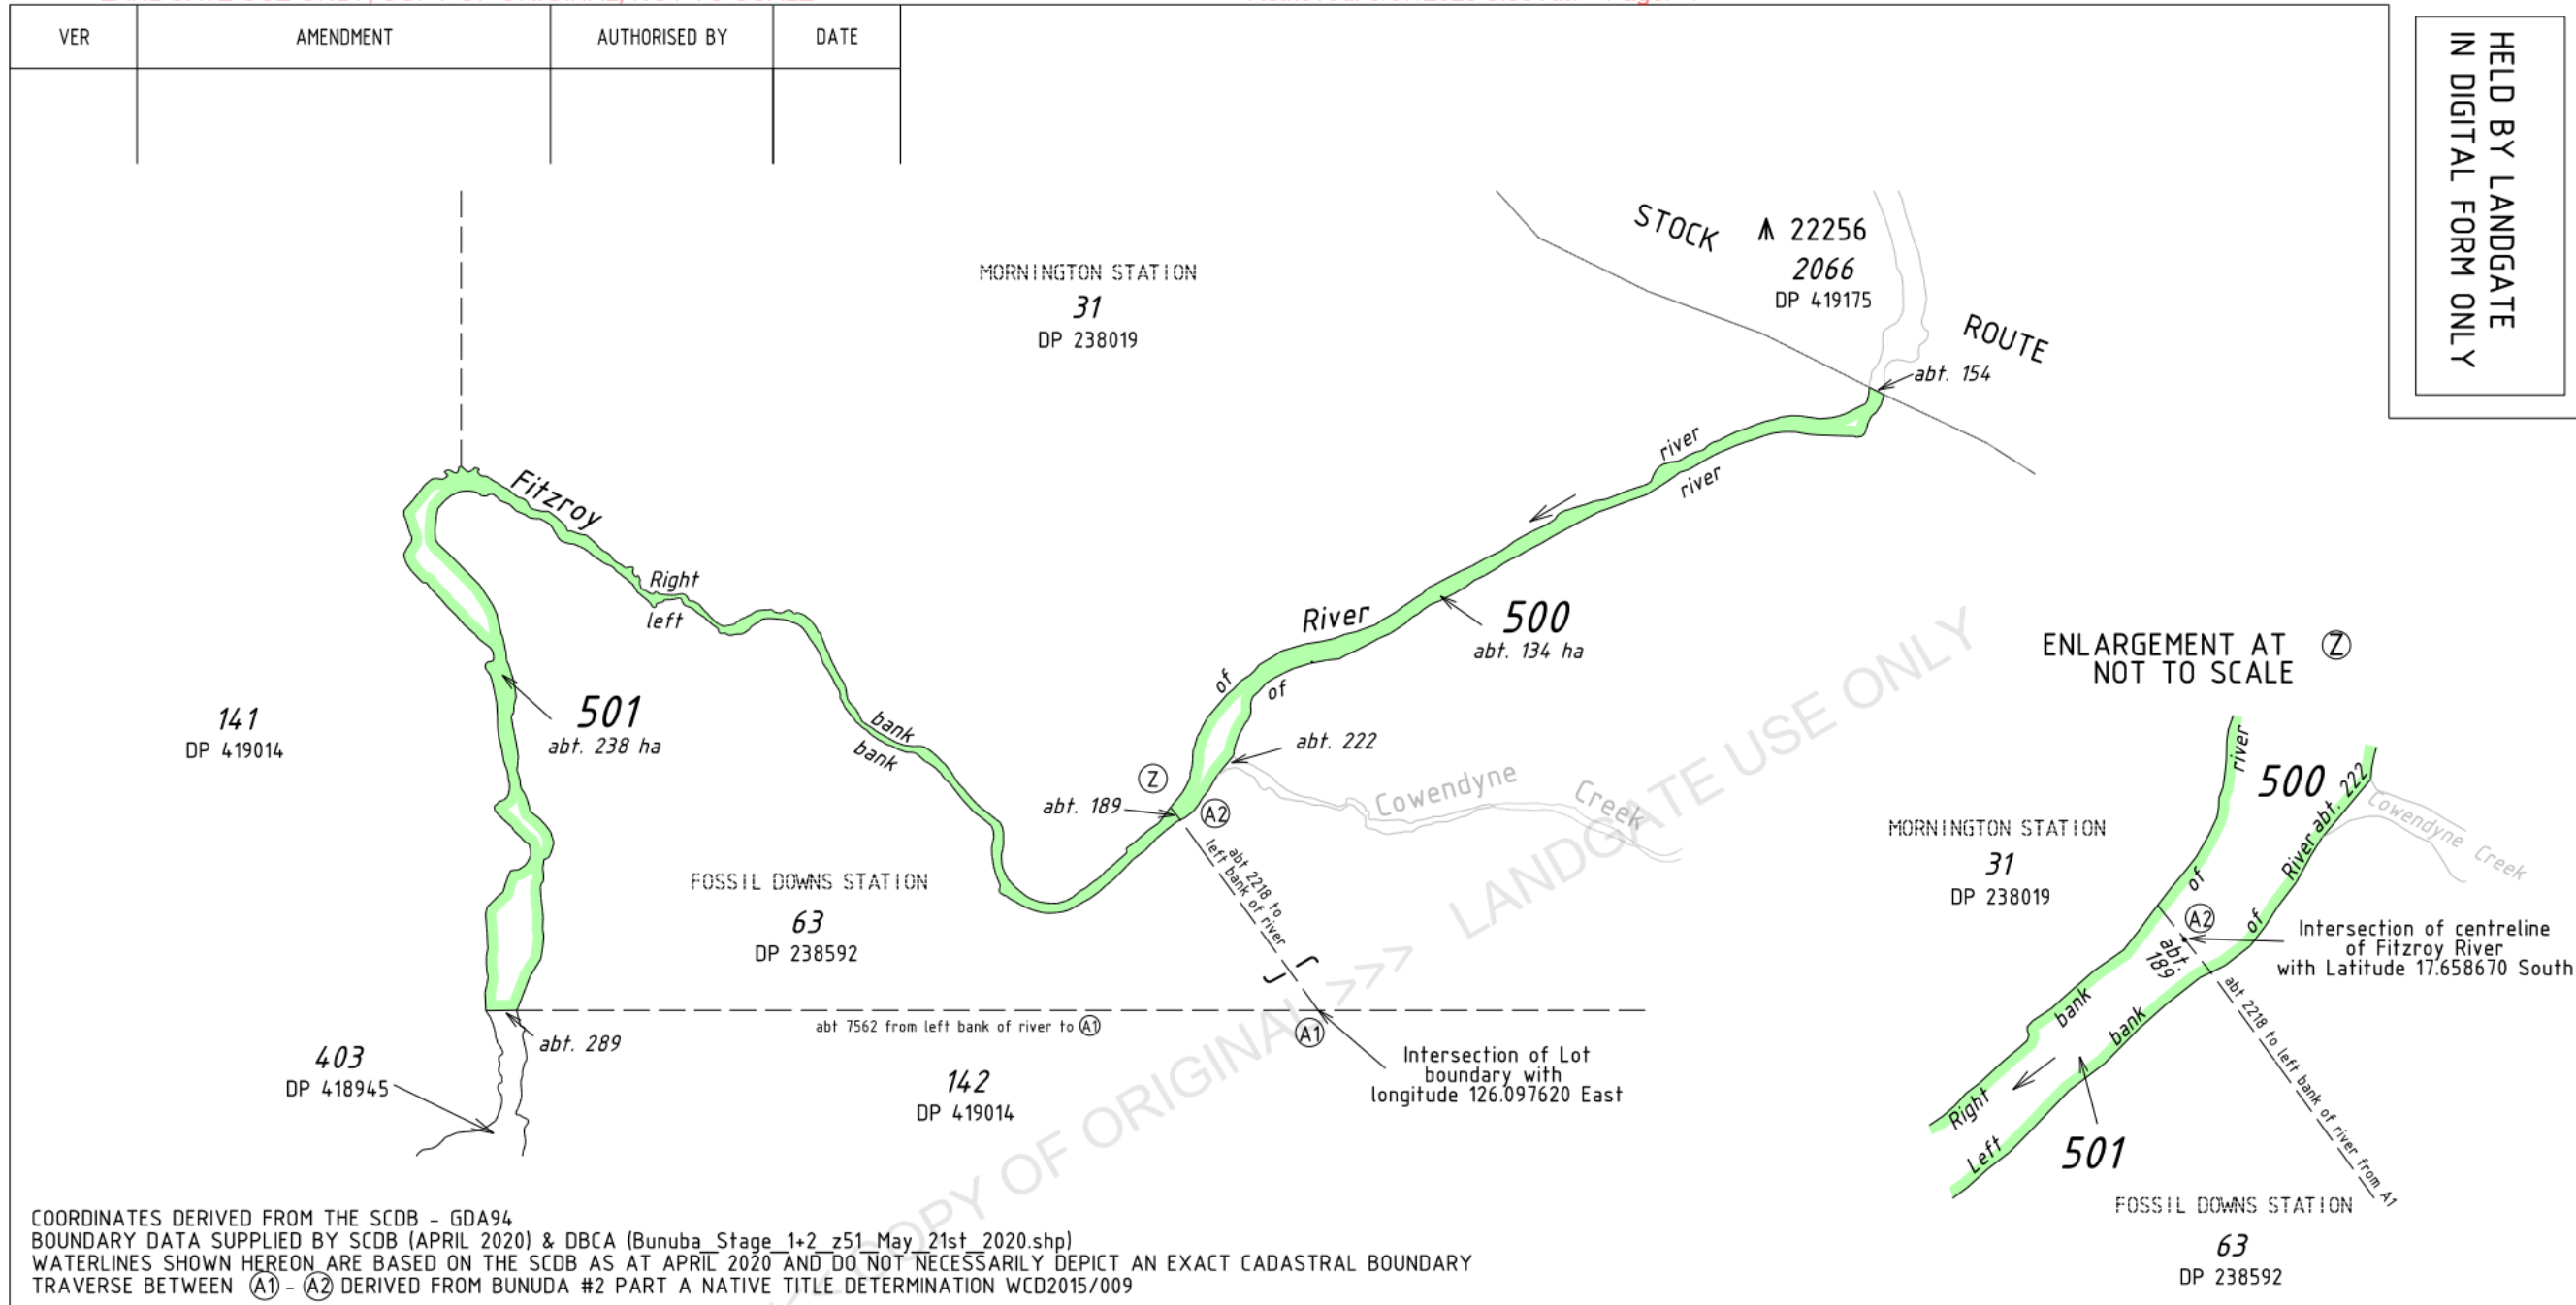 VER
AMENDMENT
AUTHORISED BY
DATE
HELD BY LANDGATE
IN DIGITAL FORM ONLY
STOCK
22256
2066
DP 419175
ROUTE
abt. 154
MORNINGTON STATION
31
DP 238019
river
river
Fitzroy
Right
left
River
500
abt. 134 ha
of
of
501
abt. 238 ha
141
DP 419014
bank
bank
abt. 222
Z
abt. 189
A2
Cowendyne Creek
abt 2218 to
left bank of river
FOSSIL DOWNS STATION
63
DP 238592
abt 7562 from left bank of river to A1
A1
abt. 289
403
DP 418945
142
DP 419014
Intersection of Lot
boundary with
longitude 126.097620 East
ENLARGEMENT AT Z
NOT TO SCALE
river
500
River abt. 222
Cowendyne Creek
MORNINGTON STATION
31
DP 238019
of
A2
of
abt.
189
Intersection of centreline
of Fitzroy River
with Latitude 17.658670 South
bank
bank
abt 2218 to left bank of river from A1
Right
Left
501
FOSSIL DOWNS STATION
63
DP 238592
COPY OF ORIGINAL >>> LANDGATE USE ONLY
COORDINATES DERIVED FROM THE SCDB - GDA94
BOUNDARY DATA SUPPLIED BY SCDB (APRIL 2020) & DBCA (Bunuba_Stage_1+2_z51_May_21st_2020.shp)
WATERLINES SHOWN HEREON ARE BASED ON THE SCDB AS AT APRIL 2020 AND DO NOT NECESSARILY DEPICT AN EXACT CADASTRAL BOUNDARY
TRAVERSE BETWEEN A1 - A2 DERIVED FROM BUNUDA #2 PART A NATIVE TITLE DETERMINATION WCD2015/009